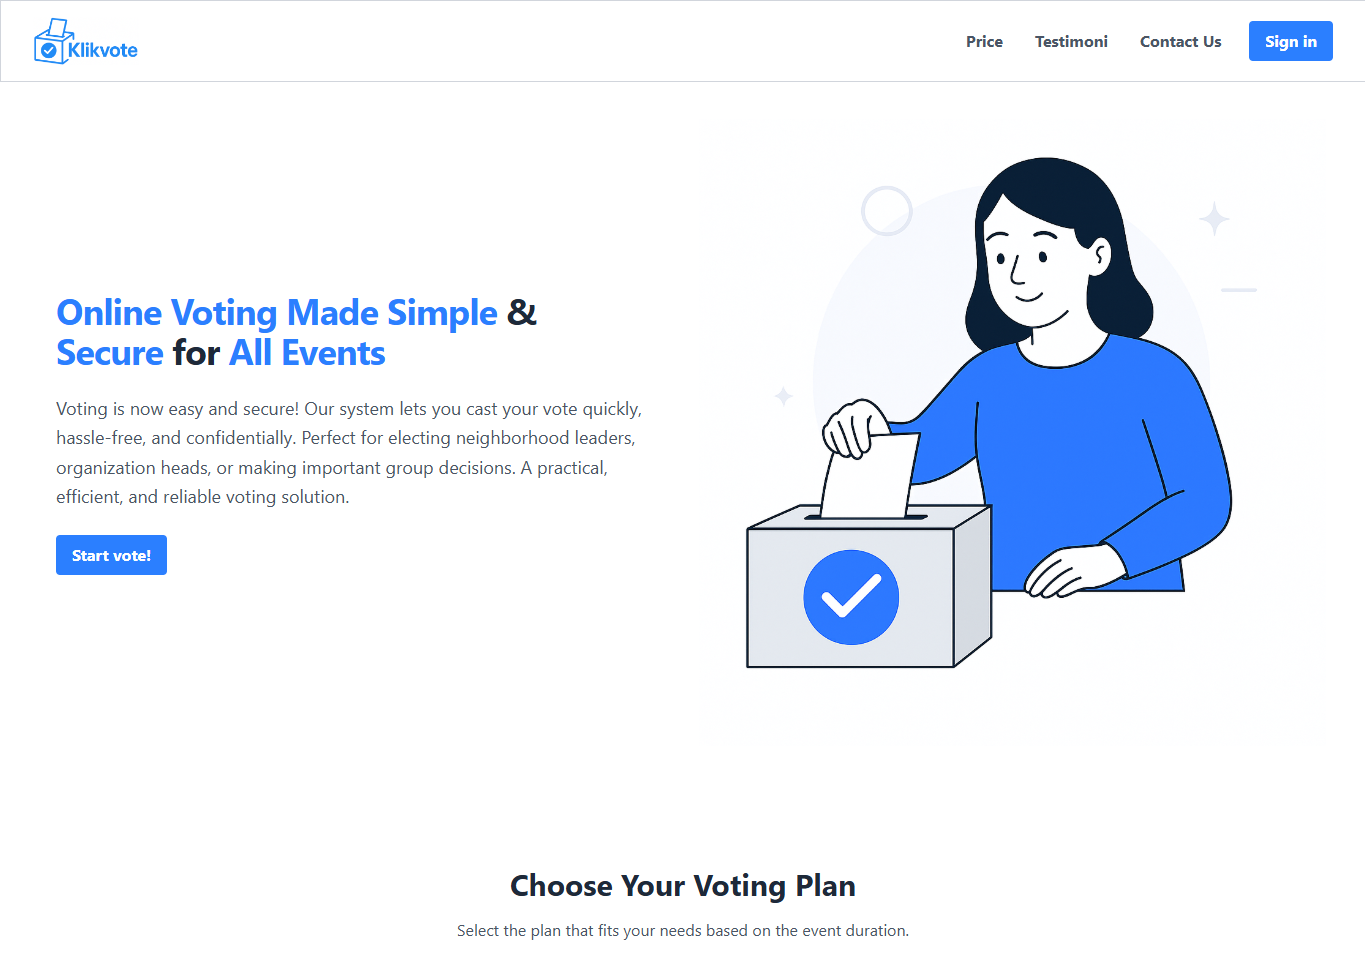 Klikvote
Price
Testimoni
Contact Us
Sign in
Online Voting Made Simple &
Secure for All Events
Voting is now easy and secure! Our system lets you cast your vote quickly,
hassle-free, and confidentially. Perfect for electing neighborhood leaders,
organization heads, or making important group decisions. A practical,
efficient, and reliable voting solution.
Start vote!
Choose Your Voting Plan
Select the plan that fits your needs based on the event duration.